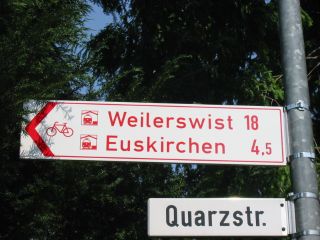 Weilerswist 18
Euskirchen 4,5
Quarzstr.